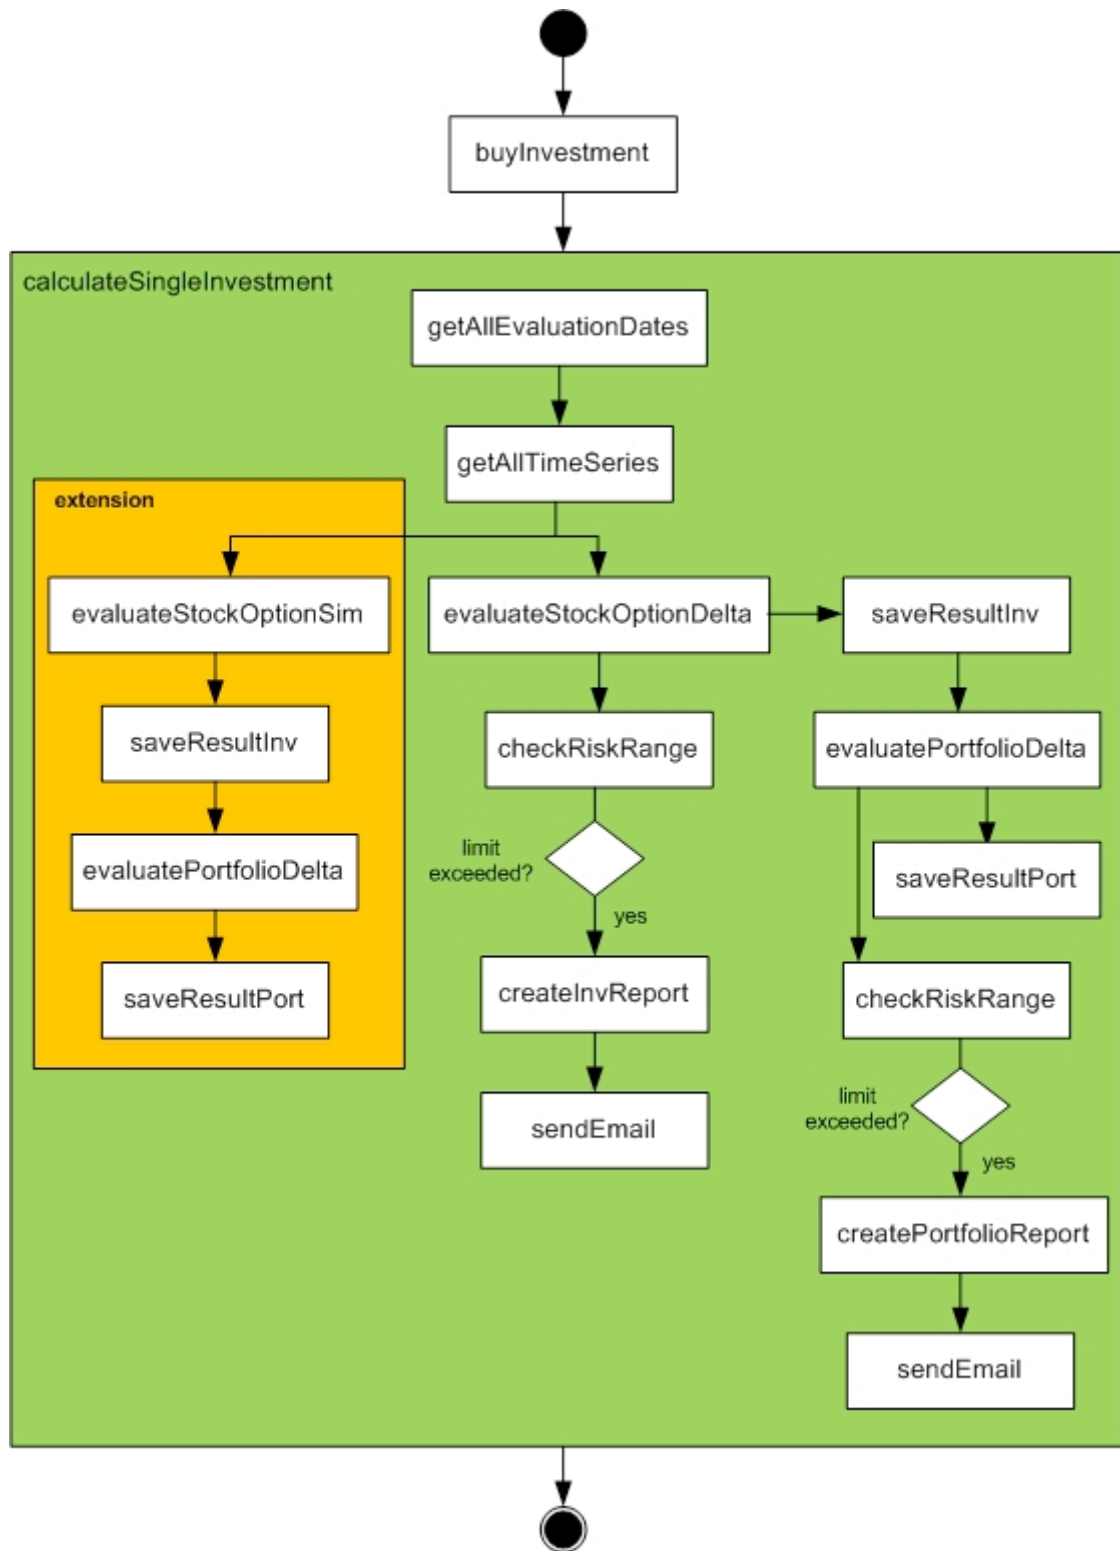 buyInvestment
calculateSingleInvestment
getAllEvaluationDates
getAllTimeSeries
extension
evaluateStockOptionSim
evaluateStockOptionDelta
saveResultInv
saveResultInv
checkRiskRange
evaluatePortfolioDelta
limit
exceeded?
evaluatePortfolioDelta
saveResultPort
yes
saveResultPort
createInvReport
checkRiskRange
sendEmail
limit
exceeded?
yes
createPortfolioReport
sendEmail